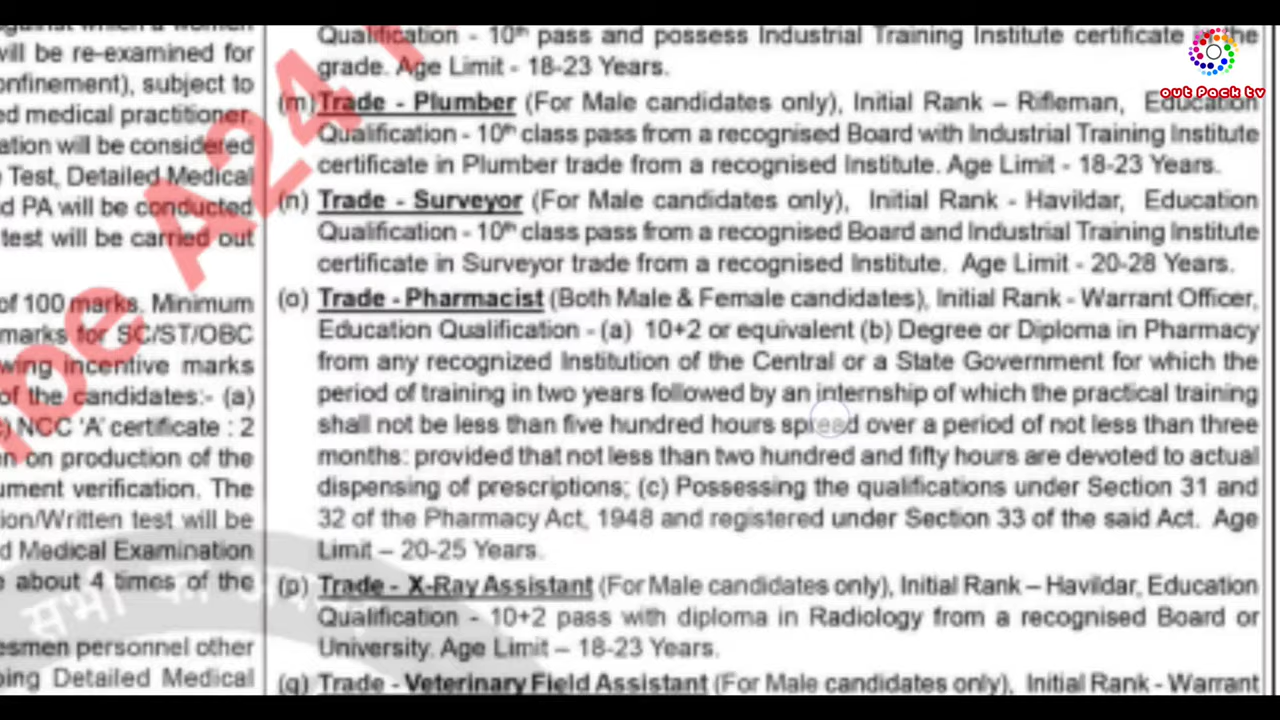 against which a women
will be re-examined for
onfinement), subject to
ed medical practitioner,
ation will be considered
Test, Detailed Medical
d PA will be conducted
test will be carried out
of 100 marks. Minimum
marks for SC/ST/OBC
wing incentive marks
of the candidates:- (a)
) NCC 'A' certificate : 2
n on production of the
ument verification. The
ion/Written test will be
d Medical Examination
e about 4 times of the
esmen personnel other
ping Detailed Medical
Qualification - 10th pass and possess Industrial Training Institute certificate in the
grade. Age Limit - 18-23 Years.
(m) Trade - Plumber (For Male candidates only), Initial Rank – Rifleman, Education
Qualification - 10th class pass from a recognised Board with Industrial Training Institute
certificate in Plumber trade from a recognised Institute. Age Limit - 18-23 Years.
(n) Trade - Surveyor (For Male candidates only), Initial Rank - Havildar, Education
Qualification - 10th class pass from a recognised Board and Industrial Training Institute
certificate in Surveyor trade from a recognised Institute. Age Limit - 20-28 Years.
(o) Trade - Pharmacist (Both Male & Female candidates), Initial Rank - Warrant Officer,
Education Qualification - (a) 10+2 or equivalent (b) Degree or Diploma in Pharmacy
from any recognized Institution of the Central or a State Government for which the
period of training in two years followed by an internship of which the practical training
shall not be less than five hundred hours spread over a period of not less than three
months: provided that not less than two hundred and fifty hours are devoted to actual
dispensing of prescriptions; (c) Possessing the qualifications under Section 31 and
32 of the Pharmacy Act, 1948 and registered under Section 33 of the said Act. Age
Limit – 20-25 Years.
(p) Trade - X-Ray Assistant (For Male candidates only), Initial Rank – Havildar, Education
Qualification - 10+2 pass with diploma in Radiology from a recognised Board or
University. Age Limit – 18-23 Years.
(q) Trade - Veterinary Field Assistant (For Male candidates only), Initial Rank - Warrant
be A24
सभी का
out Pack tv